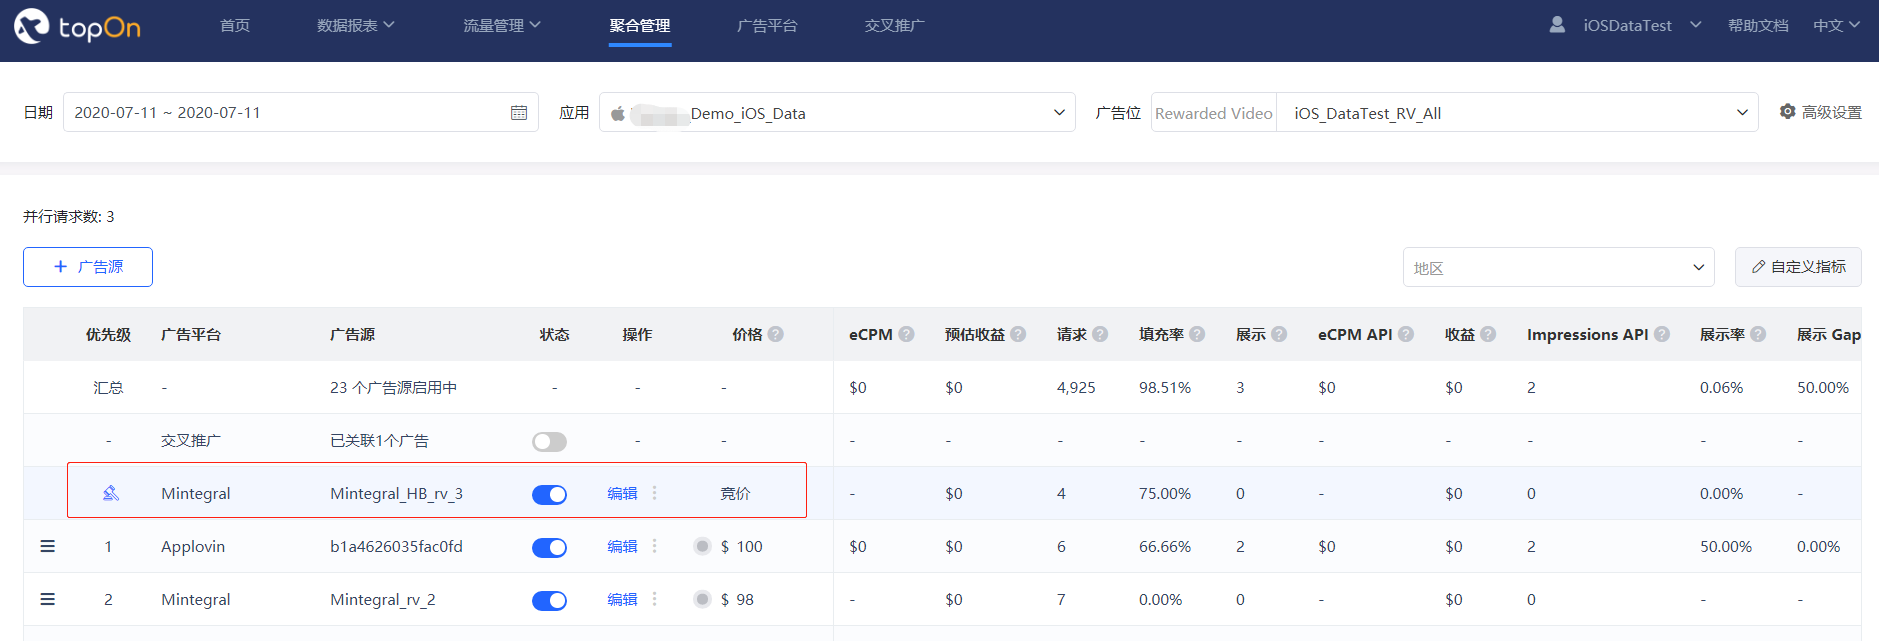 topOn 首页 数据报表 流量管理 聚合管理 广告平台 交叉推广 iOSDataTest 帮助文档 中文
日期 2020-07-11 ~ 2020-07-11 应用 Demo_iOS_Data 广告位 Rewarded Video iOS_DataTest_RV_All 高级设置
并行请求数: 3
+ 广告源 地区 自定义指标
优先级 广告平台 广告源 状态 操作 价格 ? eCPM ? 预估收益 ? 请求 ? 填充率 ? 展示 ? eCPM API ? 收益 ? Impressions API ? 展示率 ? 展示 Gap
汇总 - 23 个广告源启用中 - - - $0 $0 4,925 98.51% 3 $0 $0 2 0.06% 50.00%
- 交叉推广 已关联1个广告 - - - - - - - - - - - -
Mintegral Mintegral_HB_rv_3 编辑 竞价 - $0 4 75.00% 0 - $0 0 0.00% -
1 Applovin b1a4626035fac0fd 编辑 $ 100 $0 $0 6 66.66% 2 $0 $0 2 50.00% 0.00%
2 Mintegral Mintegral_rv_2 编辑 $ 98 - $0 7 0.00% 0 - $0 0 - -